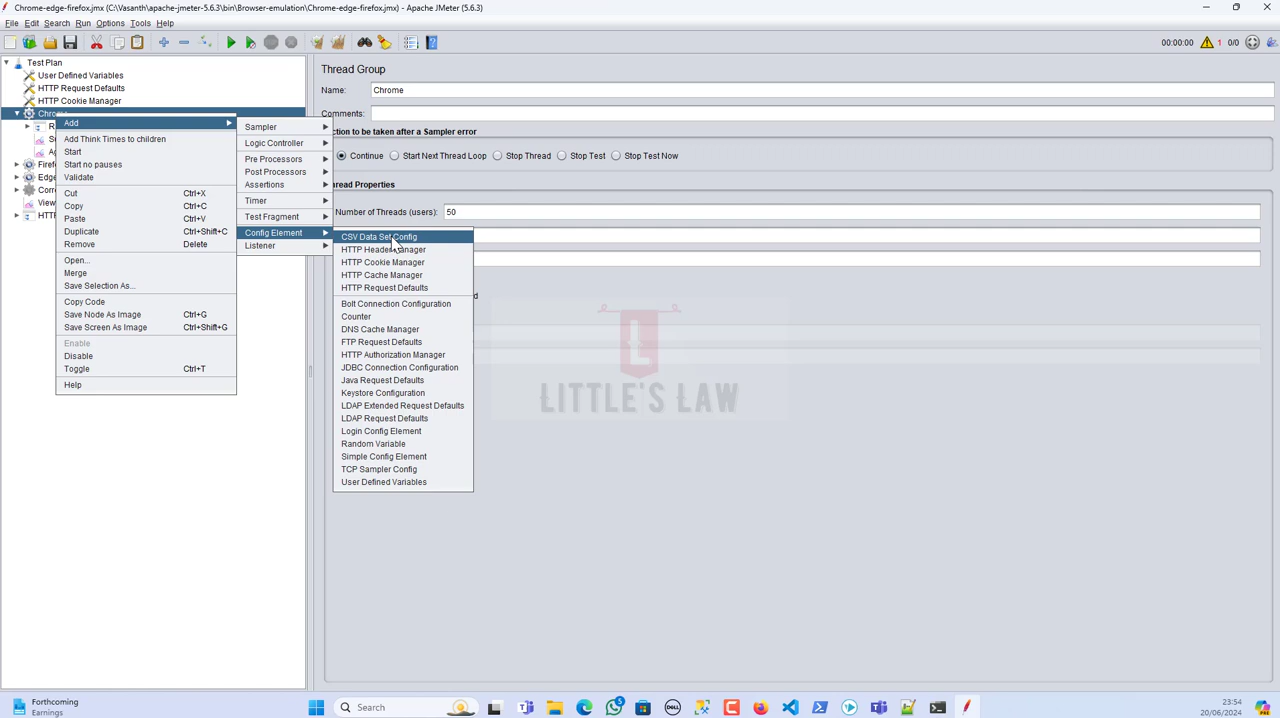 Chrome-edge-firefox.jmx (C:\Vasanth\apache-jmeter-5.6.3\bin\Browser-emulation\Chrome-edge-firefox.jmx) - Apache JMeter (5.6.3)
File Edit Search Run Options Tools Help
00:00:00 1 0/0
Test Plan
User Defined Variables
HTTP Request Defaults
HTTP Cookie Manager
Chrome
Firef
Edge
Corr
View
HTTP
Add
Add Think Times to children
Start
Start no pauses
Validate
Cut Ctrl+X
Copy Ctrl+C
Paste Ctrl+V
Duplicate Ctrl+Shift+C
Remove Delete
Open...
Merge
Save Selection As...
Copy Code
Save Node As Image Ctrl+G
Save Screen As Image Ctrl+Shift+G
Enable
Disable
Toggle Ctrl+T
Help
Sampler
Logic Controller
Pre Processors
Post Processors
Assertions
Timer
Test Fragment
Config Element
Listener
CSV Data Set Config
HTTP Header Manager
HTTP Cookie Manager
HTTP Cache Manager
HTTP Request Defaults
Bolt Connection Configuration
Counter
DNS Cache Manager
FTP Request Defaults
HTTP Authorization Manager
JDBC Connection Configuration
Java Request Defaults
Keystore Configuration
LDAP Extended Request Defaults
LDAP Request Defaults
Login Config Element
Random Variable
Simple Config Element
TCP Sampler Config
User Defined Variables
Thread Group
Name: Chrome
Comments:
ction to be taken after a Sampler error
Continue Start Next Thread Loop Stop Thread Stop Test Stop Test Now
hread Properties
Number of Threads (users): 50
L
LITTLE'S LAW
Forthcoming
Earnings
Search
5
23:54
20/06/2024